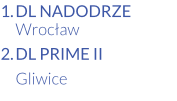 1. DL NADODRZE
Wrocław
2. DL PRIME II
Gliwice